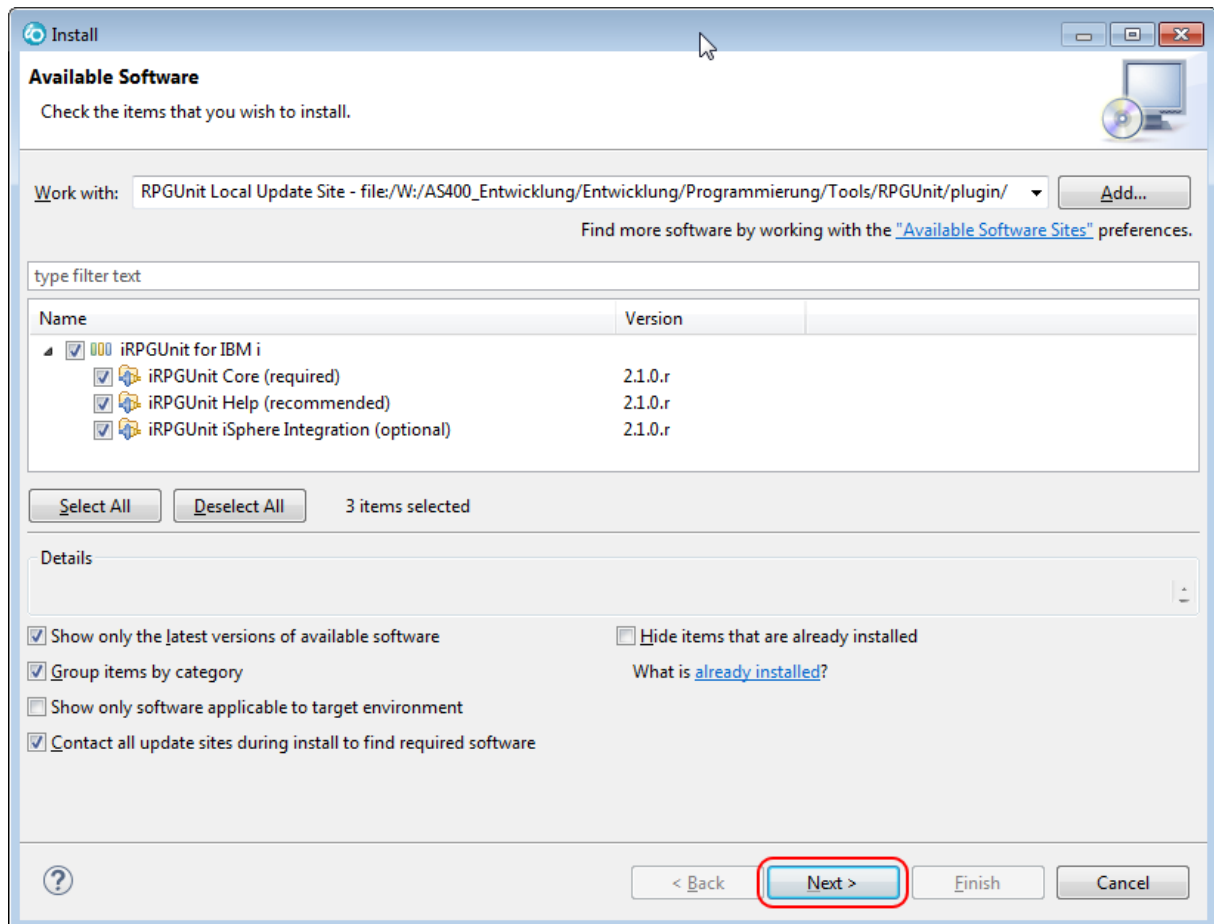 Install
Available Software
Check the items that you wish to install.
Work with: RPGUnit Local Update Site - file:/W:/AS400_Entwicklung/Entwicklung/Programmierung/Tools/RPGUnit/plugin/ Add...
Find more software by working with the "Available Software Sites" preferences.
type filter text
Name Version
iRPGUnit for IBM i
iRPGUnit Core (required) 2.1.0.r
iRPGUnit Help (recommended) 2.1.0.r
iRPGUnit iSphere Integration (optional) 2.1.0.r
Select All Deselect All 3 items selected
Details
Show only the latest versions of available software Hide items that are already installed
Group items by category What is already installed?
Show only software applicable to target environment
Contact all update sites during install to find required software
? < Back Next > Finish Cancel